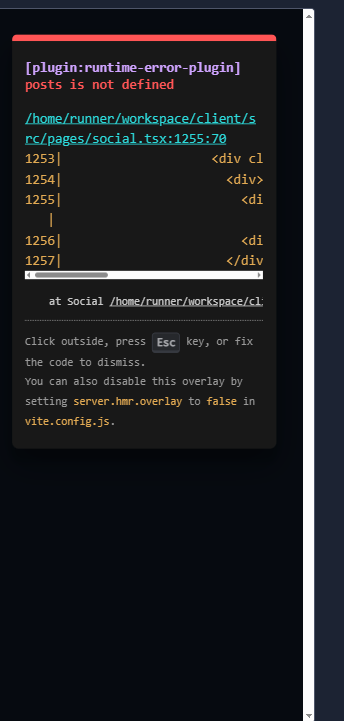 [plugin:runtime-error-plugin]
posts is not defined
/home/runner/workspace/client/s
rc/pages/social.tsx:1255:70
1253|                    <div cl
1254|                      <div>
1255|                        <di
   |
1256|                        <di
1257|                      </div
at Social /home/runner/workspace/cl
Click outside, press Esc key, or fix
the code to dismiss.
You can also disable this overlay by
setting server.hmr.overlay to false in
vite.config.js.